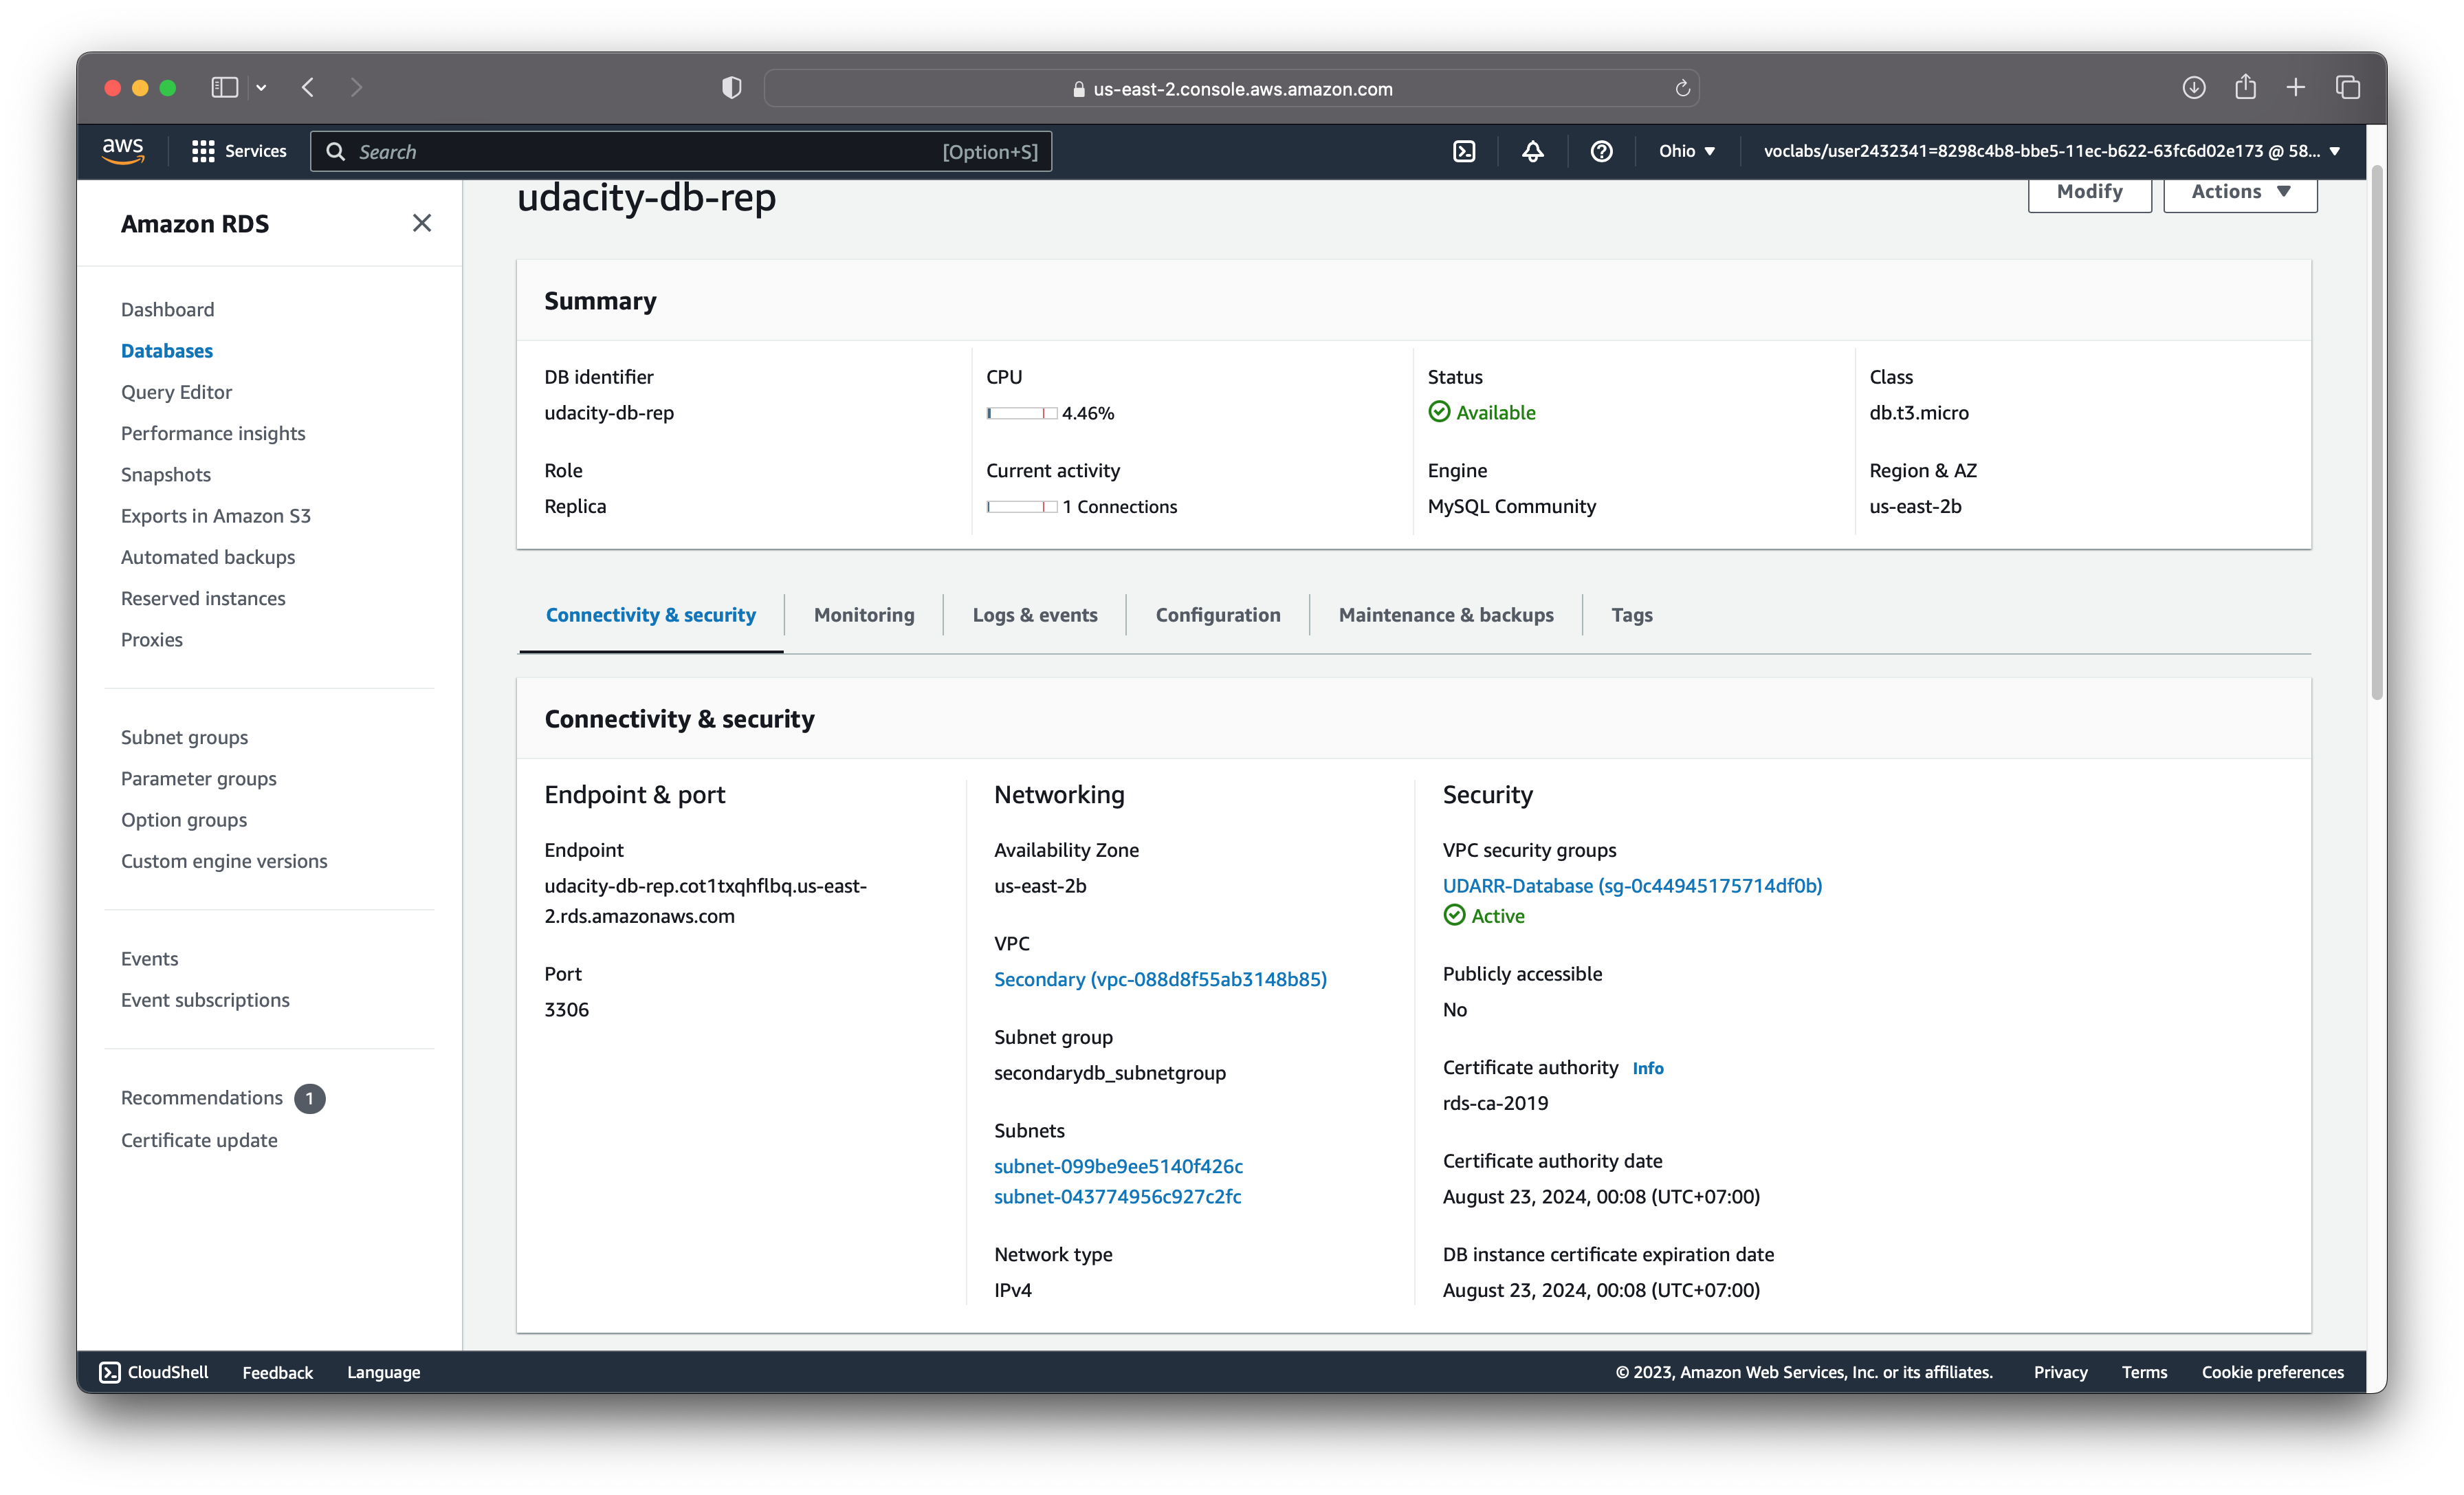 us-east-2.console.aws.amazon.com
aws
Services
Search
[Option+S]
Ohio
voclabs/user2432341=8298c4b8-bbe5-11ec-b622-63fc6d02e173 @ 58...
Amazon RDS
Dashboard
Databases
Query Editor
Performance insights
Snapshots
Exports in Amazon S3
Automated backups
Reserved instances
Proxies
Subnet groups
Parameter groups
Option groups
Custom engine versions
Events
Event subscriptions
Recommendations 1
Certificate update
udacity-db-rep
Modify
Actions
Summary
DB identifier
udacity-db-rep
CPU
4.46%
Status
Available
Class
db.t3.micro
Role
Replica
Current activity
1 Connections
Engine
MySQL Community
Region & AZ
us-east-2b
Connectivity & security
Monitoring
Logs & events
Configuration
Maintenance & backups
Tags
Connectivity & security
Endpoint & port
Endpoint
udacity-db-rep.cot1txqhflbq.us-east-
2.rds.amazonaws.com
Port
3306
Networking
Availability Zone
us-east-2b
VPC
Secondary (vpc-088d8f55ab3148b85)
Subnet group
secondarydb_subnetgroup
Subnets
subnet-099be9ee5140f426c
subnet-043774956c927c2fc
Network type
IPv4
Security
VPC security groups
UDARR-Database (sg-0c44945175714df0b)
Active
Publicly accessible
No
Certificate authority Info
rds-ca-2019
Certificate authority date
August 23, 2024, 00:08 (UTC+07:00)
DB instance certificate expiration date
August 23, 2024, 00:08 (UTC+07:00)
CloudShell
Feedback
Language
© 2023, Amazon Web Services, Inc. or its affiliates.
Privacy
Terms
Cookie preferences